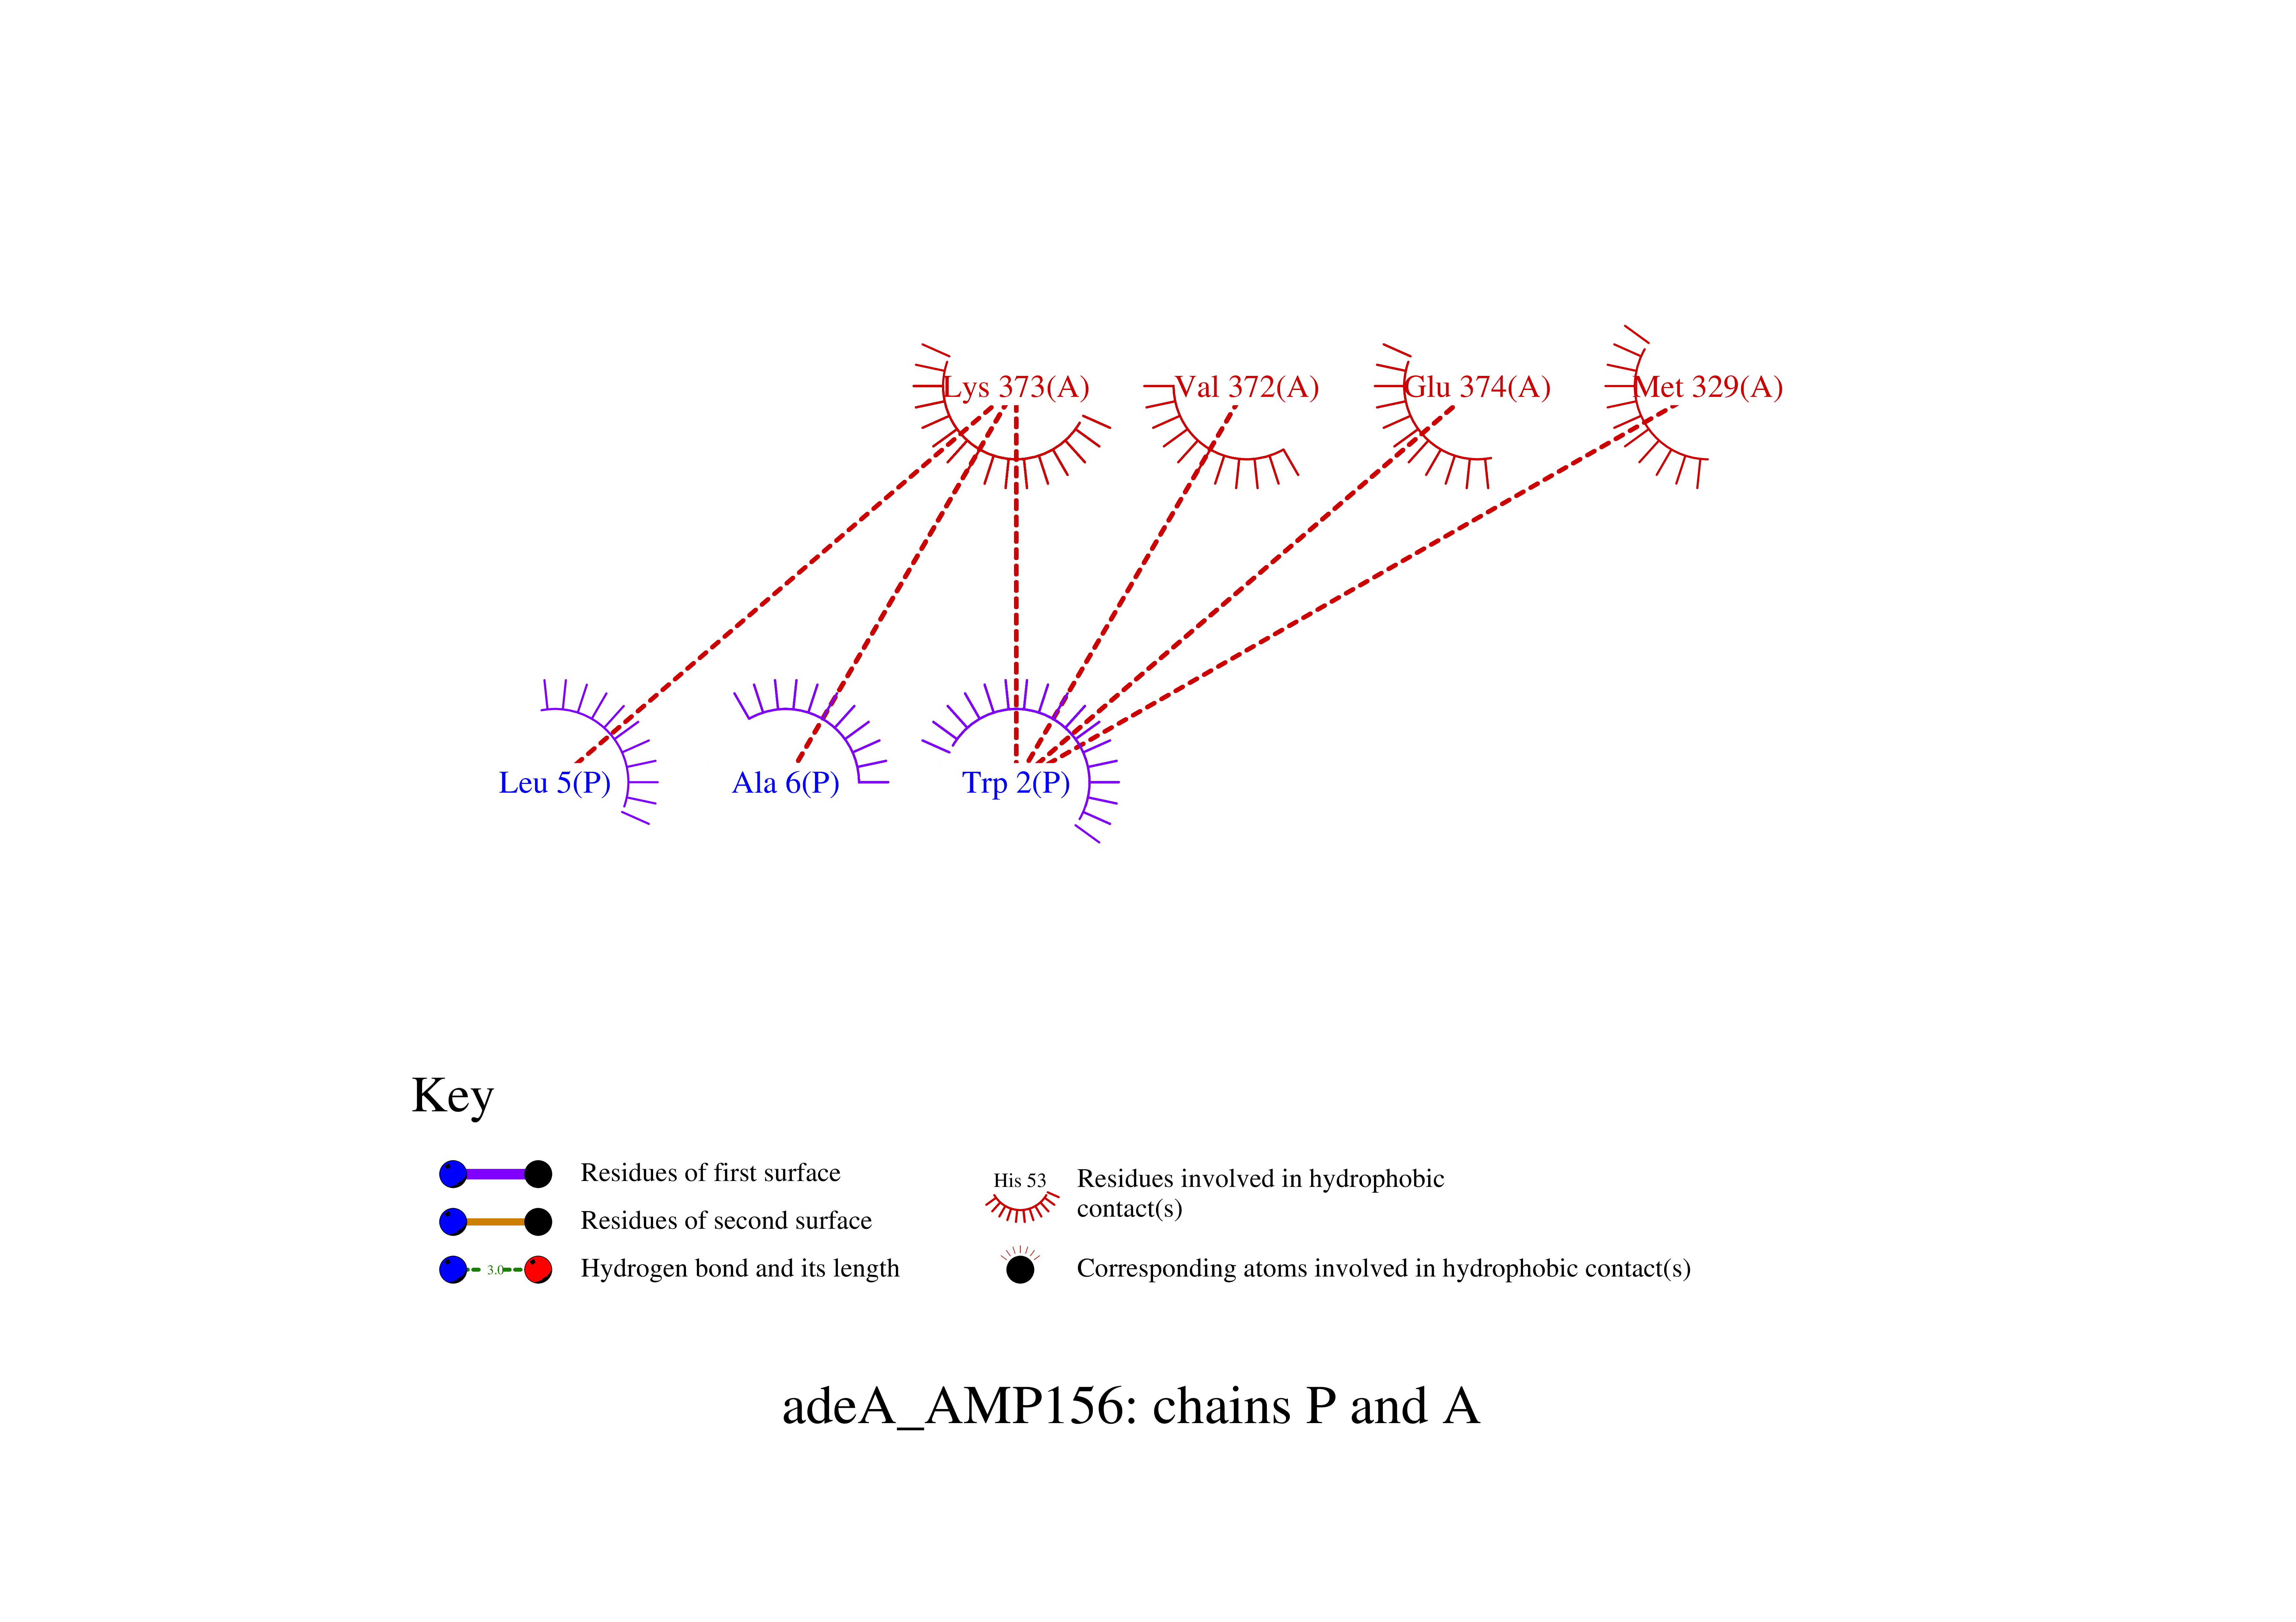 Lys 373(A) Val 372(A) Glu 374(A) Met 329(A)
Leu 5(P) Ala 6(P) Trp 2(P)
Key
Residues of first surface
Residues of second surface
3.0 Hydrogen bond and its length
His 53 Residues involved in hydrophobic
contact(s)
Corresponding atoms involved in hydrophobic contact(s)
adeA_AMP156: chains P and A